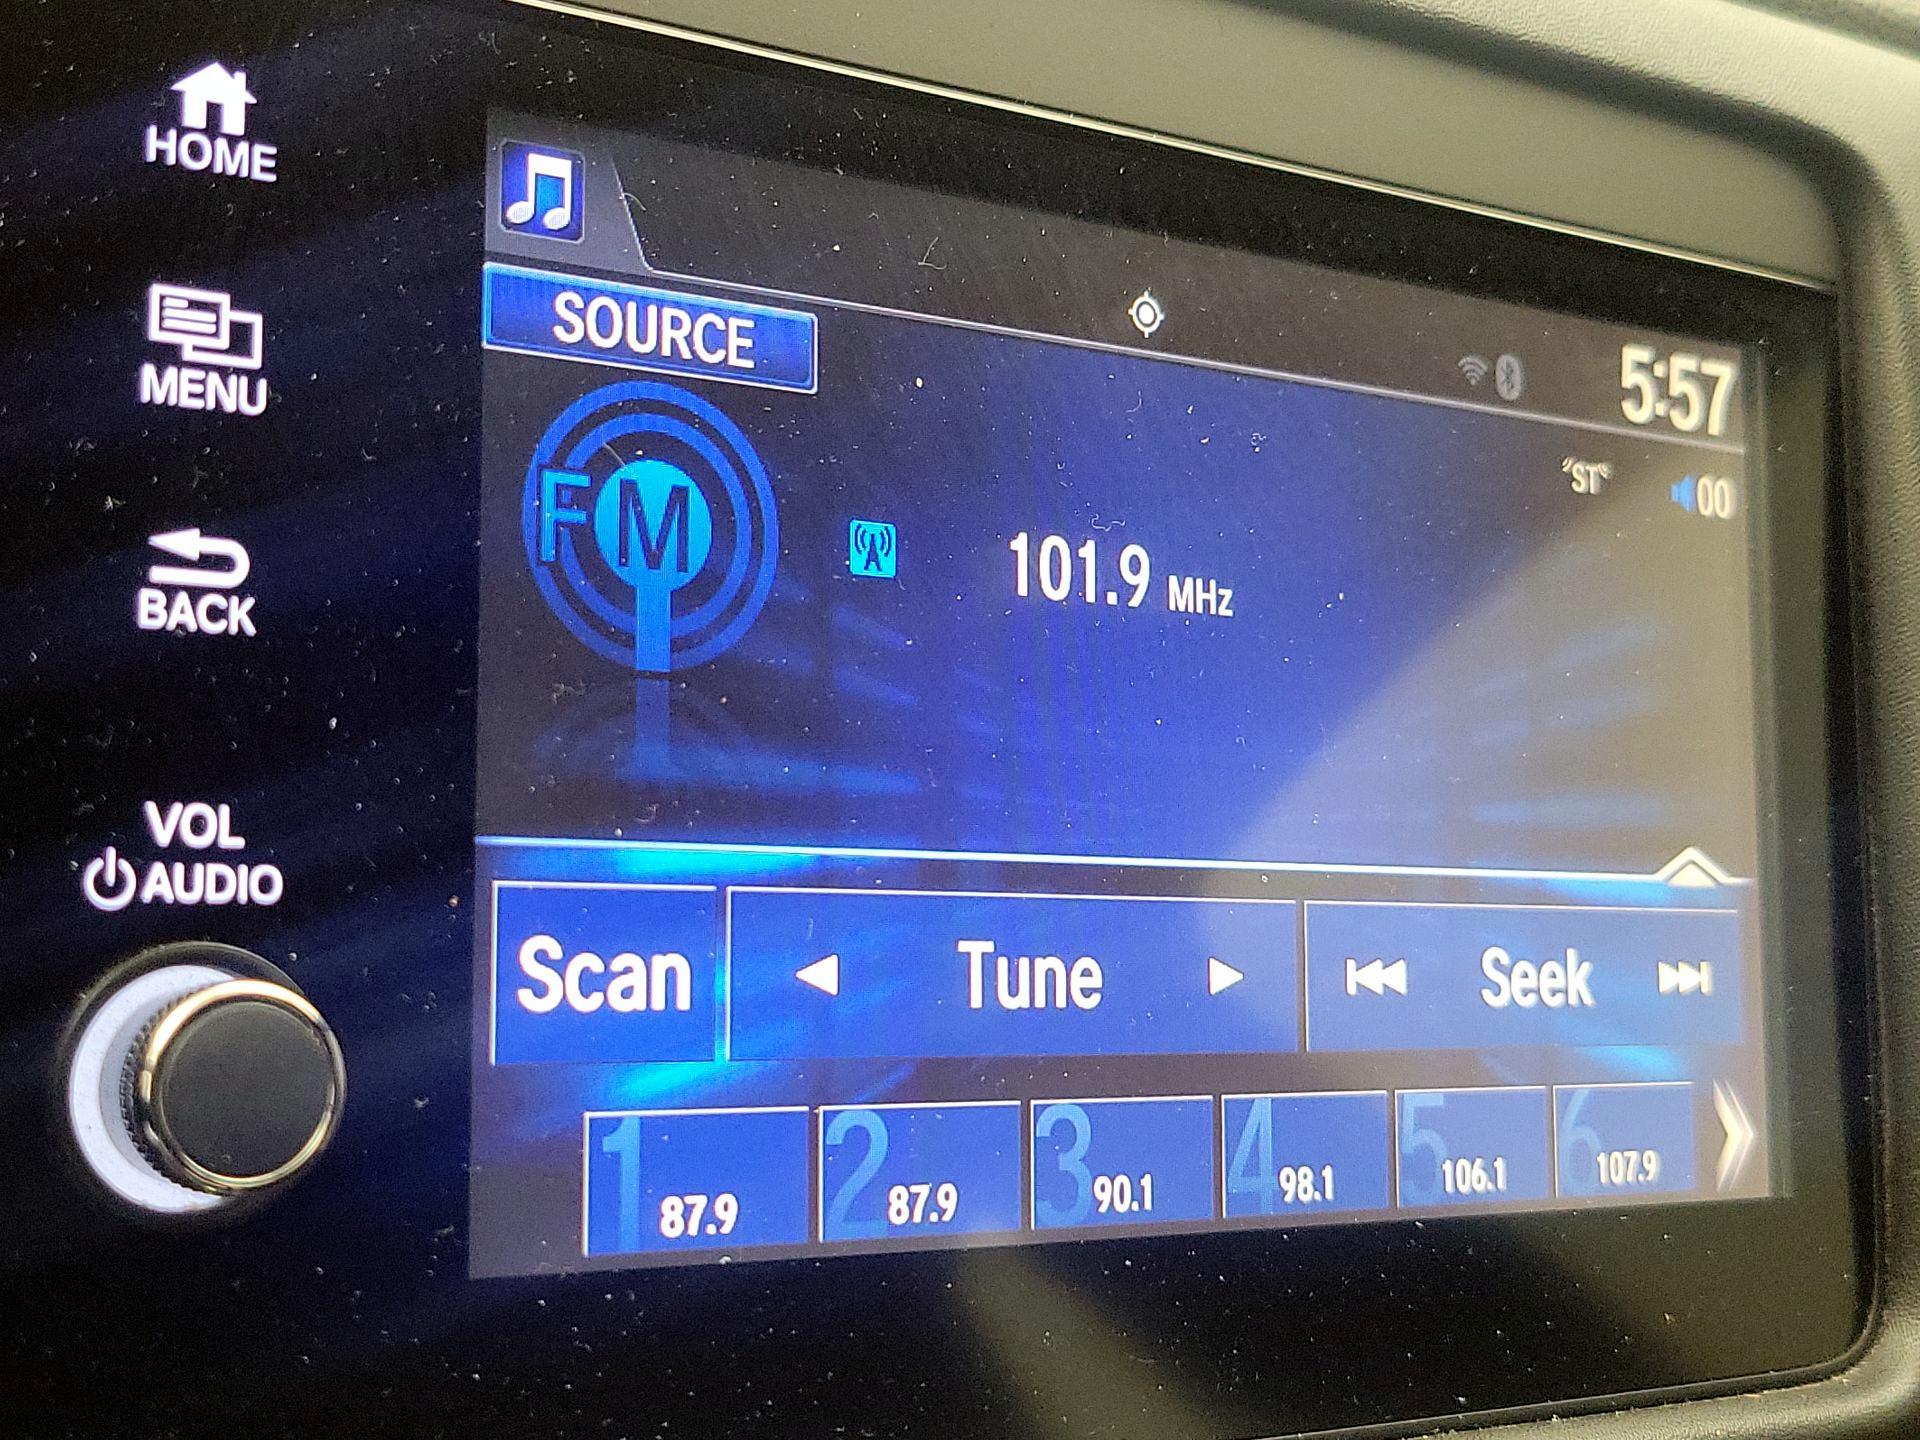 HOME
MENU
BACK
VOL
AUDIO
SOURCE
5:57
"ST"
00
FM
101.9 MHz
Scan
Tune
Seek
1 87.9
2 87.9
3 90.1
4 98.1
5 106.1
6 107.9